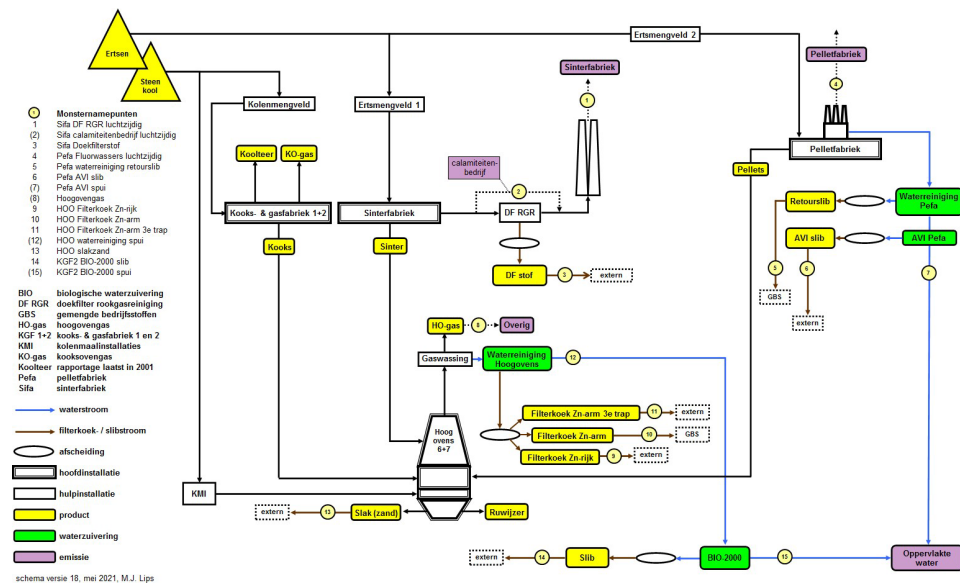 Ertsen
Steen
kool
Ertsmengveld 2
Pelletfabriek
Sinterfabriek
4
1
Kolenmengveld
Ertsmengveld 1
1 Monsternamepunten
1 Sifa DF RGR luchtzijdig
(2) Sifa calamiteitenbedrijf luchtzijdig
3 Sifa Doekfilterstof
4 Pefa Fluorwassers luchtzijdig
5 Pefa waterreiniging retourslib
6 Pefa AVI slib
(7) Pefa AVI spui
(8) Hoogovengas
9 HOO Filterkoek Zn-rijk
10 HOO Filterkoek Zn-arm
11 HOO Filterkoek Zn-arm 3e trap
(12) HOO waterreiniging spui
13 HOO slakzand
14 KGF2 BIO-2000 slib
(15) KGF2 BIO-2000 spui
BIO biologische waterzuivering
DF RGR doekfilter rookgasreiniging
GBS gemengde bedrijfsstoffen
HO-gas hoogovengas
KGF 1+2 kooks- & gasfabriek 1 en 2
KMI kolenmaalinstallaties
KO-gas kooksovengas
Koolteer rapportage laatst in 2001
Pefa pelletfabriek
Sifa sinterfabriek
waterstroom
filterkoek- / slibstroom
afscheiding
hoofdinstallatie
hulpinstallatie
product
waterzuivering
emissie
schema versie 18, mei 2021, M.J. Lips
Koolteer
KO-gas
calamiteiten-
bedrijf
2
Pelletfabriek
Pellets
Kooks- & gasfabriek 1+2
Sinterfabriek
DF RGR
Retourslib
5
Waterreiniging
Pefa
AVI slib
AVI Pefa
Kooks
Sinter
DF stof
3
extern
6
7
GBS
extern
HO-gas
8
Overig
Gaswassing
Waterreiniging
Hoogovens
12
Filterkoek Zn-arm 3e trap
11
extern
Hoog
ovens
6+7
Filterkoek Zn-arm
10
GBS
Filterkoek Zn-rijk
9
extern
KMI
extern
13
Slak (zand)
Ruwijzer
extern
14
Slib
BIO-2000
15
Oppervlakte
water